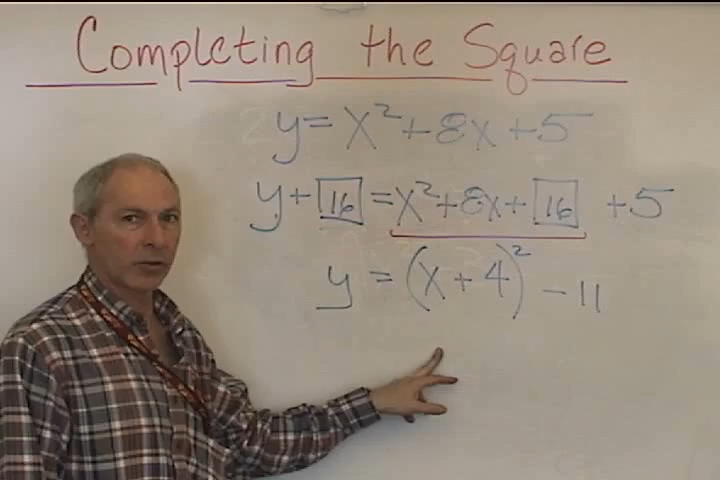 Completing the Square
y = x² + 8x + 5
y + 16 = x² + 8x + 16 + 5
y = (x + 4)² - 11